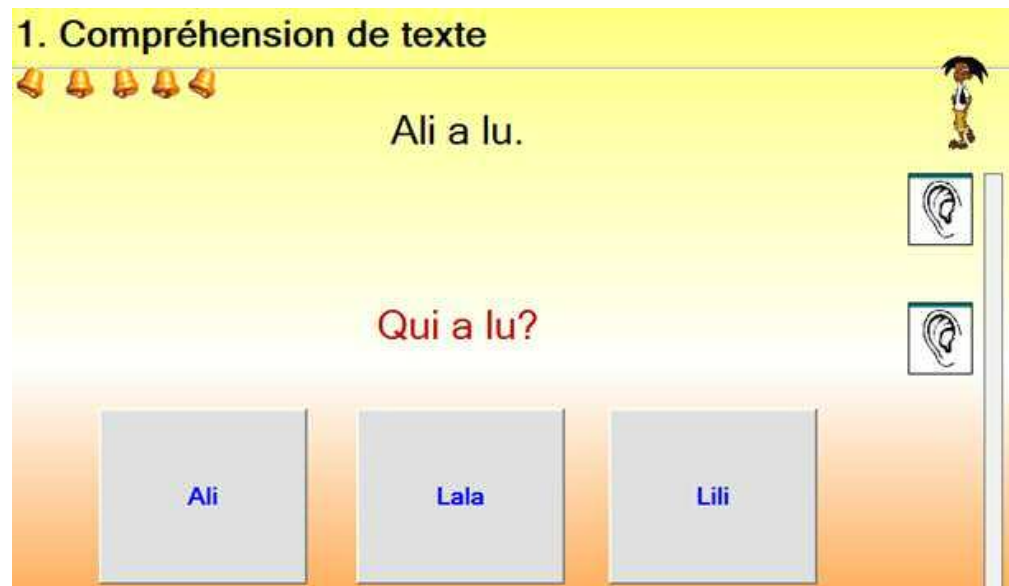 1. Compréhension de texte
Ali a lu.
Qui a lu?
Ali
Lala
Lili